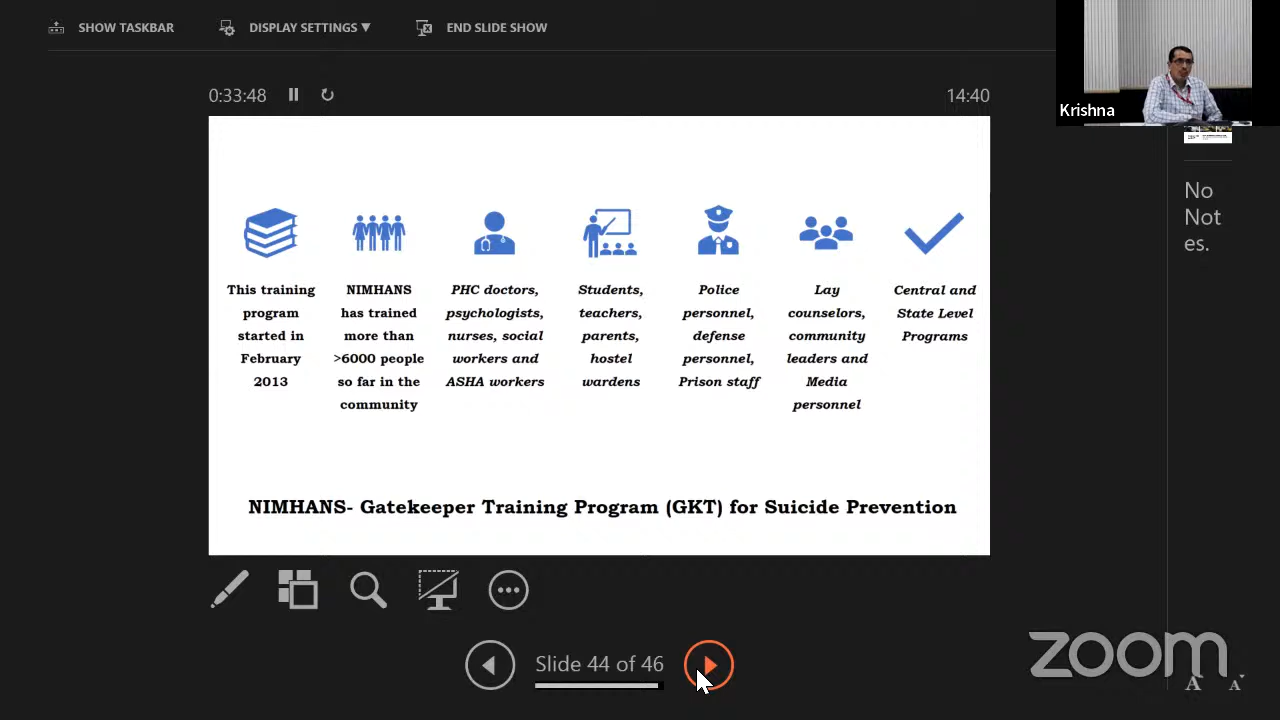 SHOW TASKBAR
DISPLAY SETTINGS ▼
END SLIDE SHOW
Krishna
0:33:48
14:40
No
Not
es.
This training
program
started in
February
2013
NIMHANS
has trained
more than
>6000 people
so far in the
community
PHC doctors,
psychologists,
nurses, social
workers and
ASHA workers
Students,
teachers,
parents,
hostel
wardens
Police
personnel,
defense
personnel,
Prison staff
Lay
counselors,
community
leaders and
Media
personnel
Central and
State Level
Programs
NIMHANS- Gatekeeper Training Program (GKT) for Suicide Prevention
Slide 44 of 46
zoom
A A